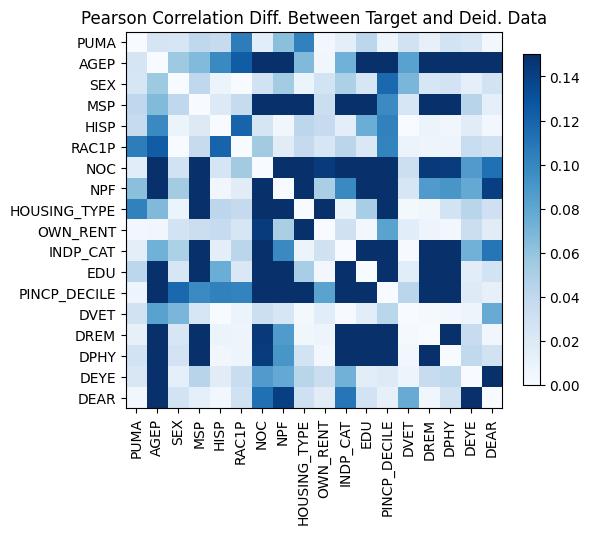 Pearson Correlation Diff. Between Target and Deid. Data
PUMA
AGEP
SEX
MSP
HISP
RAC1P
NOC
NPF
HOUSING_TYPE
OWN_RENT
INDP_CAT
EDU
PINCP_DECILE
DVET
DREM
DPHY
DEYE
DEAR
0.14
0.12
0.10
0.08
0.06
0.04
0.02
0.00
PUMA
AGEP
SEX
MSP
HISP
RAC1P
NOC
NPF
HOUSING_TYPE
OWN_RENT
INDP_CAT
EDU
PINCP_DECILE
DVET
DREM
DPHY
DEYE
DEAR